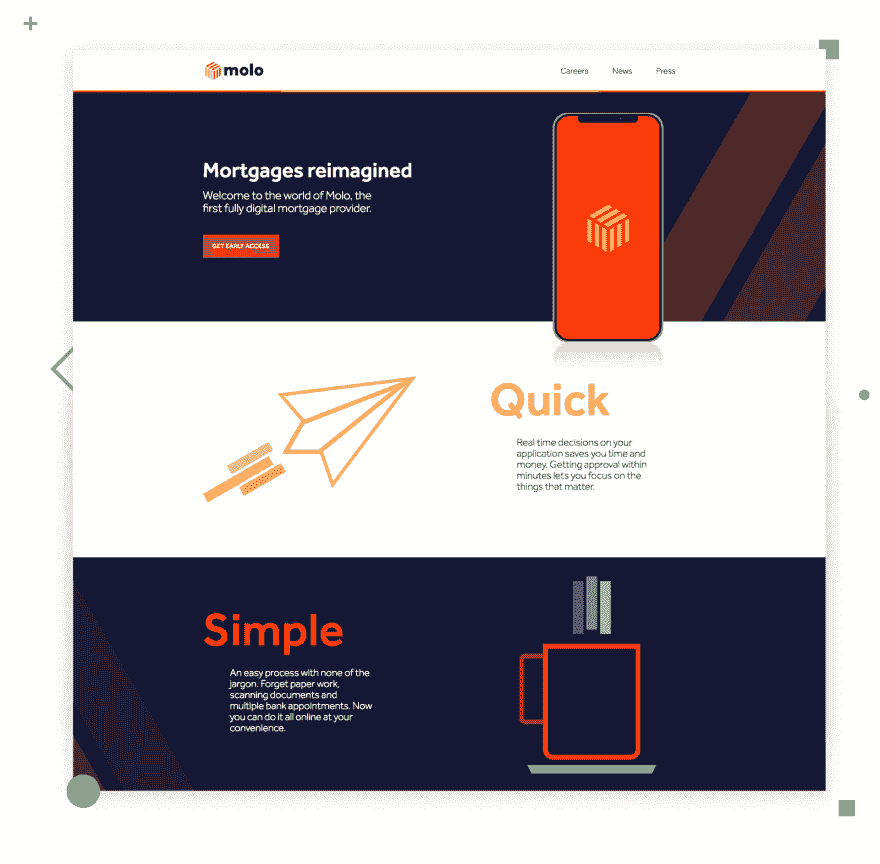 molo
Careers News Press
Mortgages reimagined
Welcome to the world of Molo, the
first fully digital mortgage provider.
GET EARLY ACCESS
Quick
Real time decisions on your
application saves you time and
money. Getting approval within
minutes lets you focus on the
things that matter.
Simple
An easy process with none of the
jargon. Forget paper work,
scanning documents and
multiple bank appointments. Now
you can do it all online at your
convenience.